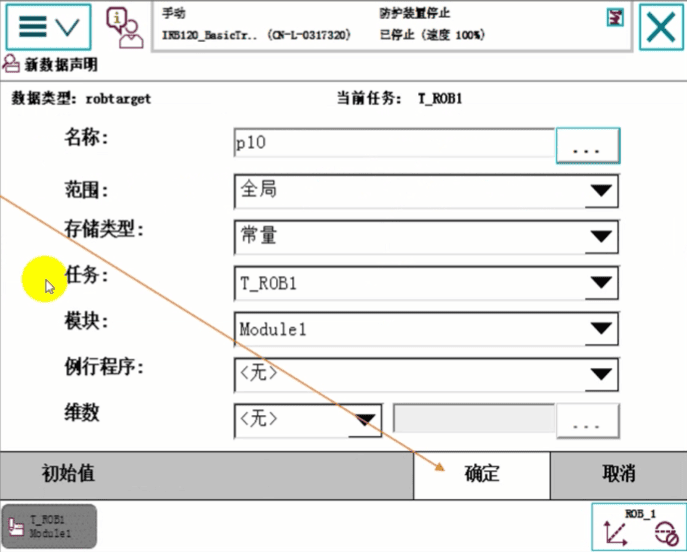 手动
防护装置停止
IRB120_BasicTr.. (CN-L-0317320)
已停止 (速度 100%)
新数据声明
数据类型: robtarget
当前任务: T_ROB1
名称:
p10
...
范围:
全局
存储类型:
常量
任务:
T_ROB1
模块:
Module1
例行程序:
<无>
维数
<无>
...
初始值
确定
取消
T_ROB1
Module1
ROB_1